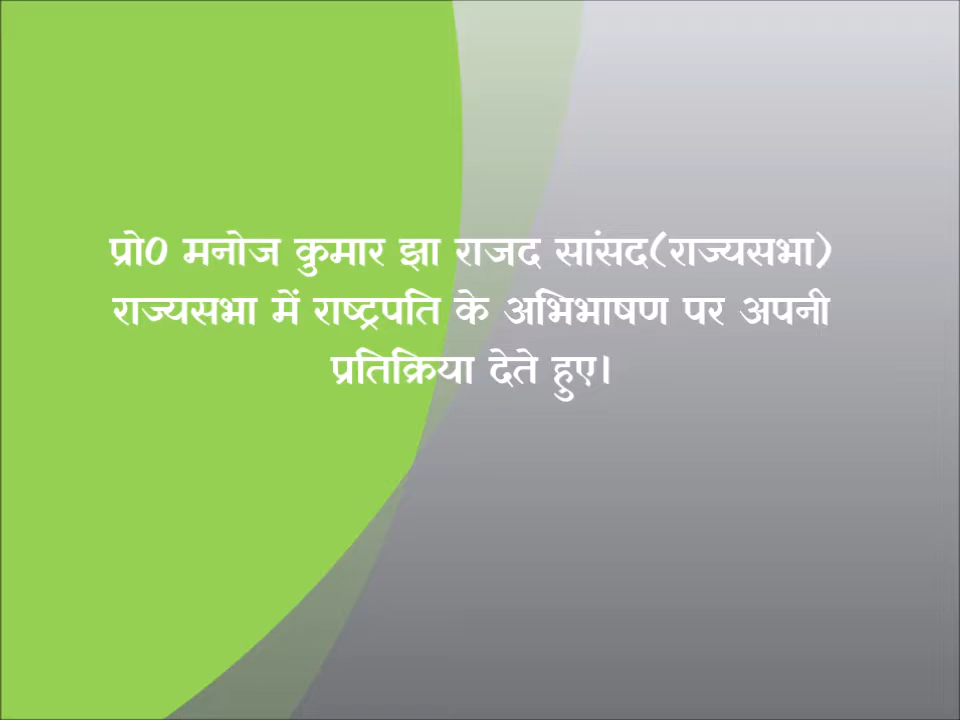 प्रो0 मनोज कुमार झा राजद सांसद(राज्यसभा)
राज्यसभा में राष्ट्रपति के अभिभाषण पर अपनी
प्रतिक्रिया देते हुए।